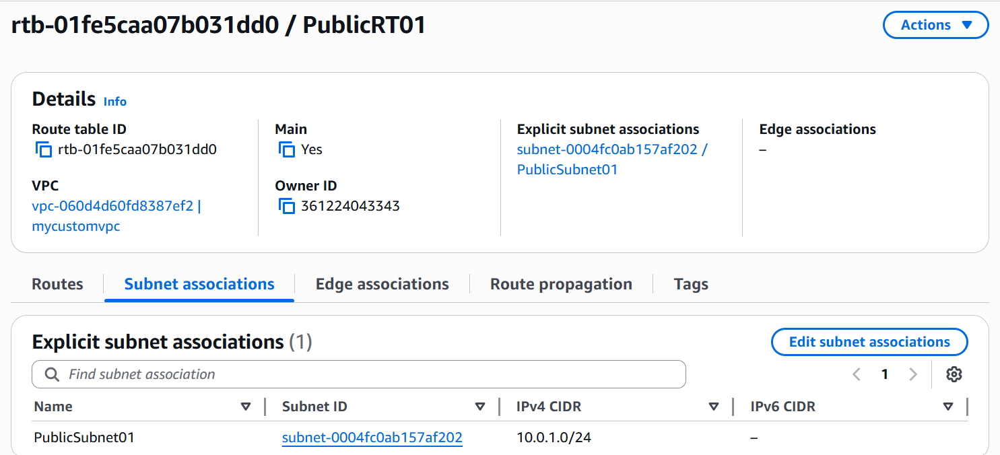 rtb-01fe5caa07b031dd0 / PublicRT01
Actions
Details Info
Route table ID
rtb-01fe5caa07b031dd0
Main
Yes
Explicit subnet associations
subnet-0004fc0ab157af202 /
PublicSubnet01
Edge associations
–
VPC
vpc-060d4d60fd8387ef2 |
mycustomvpc
Owner ID
361224043343
Routes
Subnet associations
Edge associations
Route propagation
Tags
Explicit subnet associations (1)
Edit subnet associations
Find subnet association
1
Name
Subnet ID
IPv4 CIDR
IPv6 CIDR
PublicSubnet01
subnet-0004fc0ab157af202
10.0.1.0/24
–